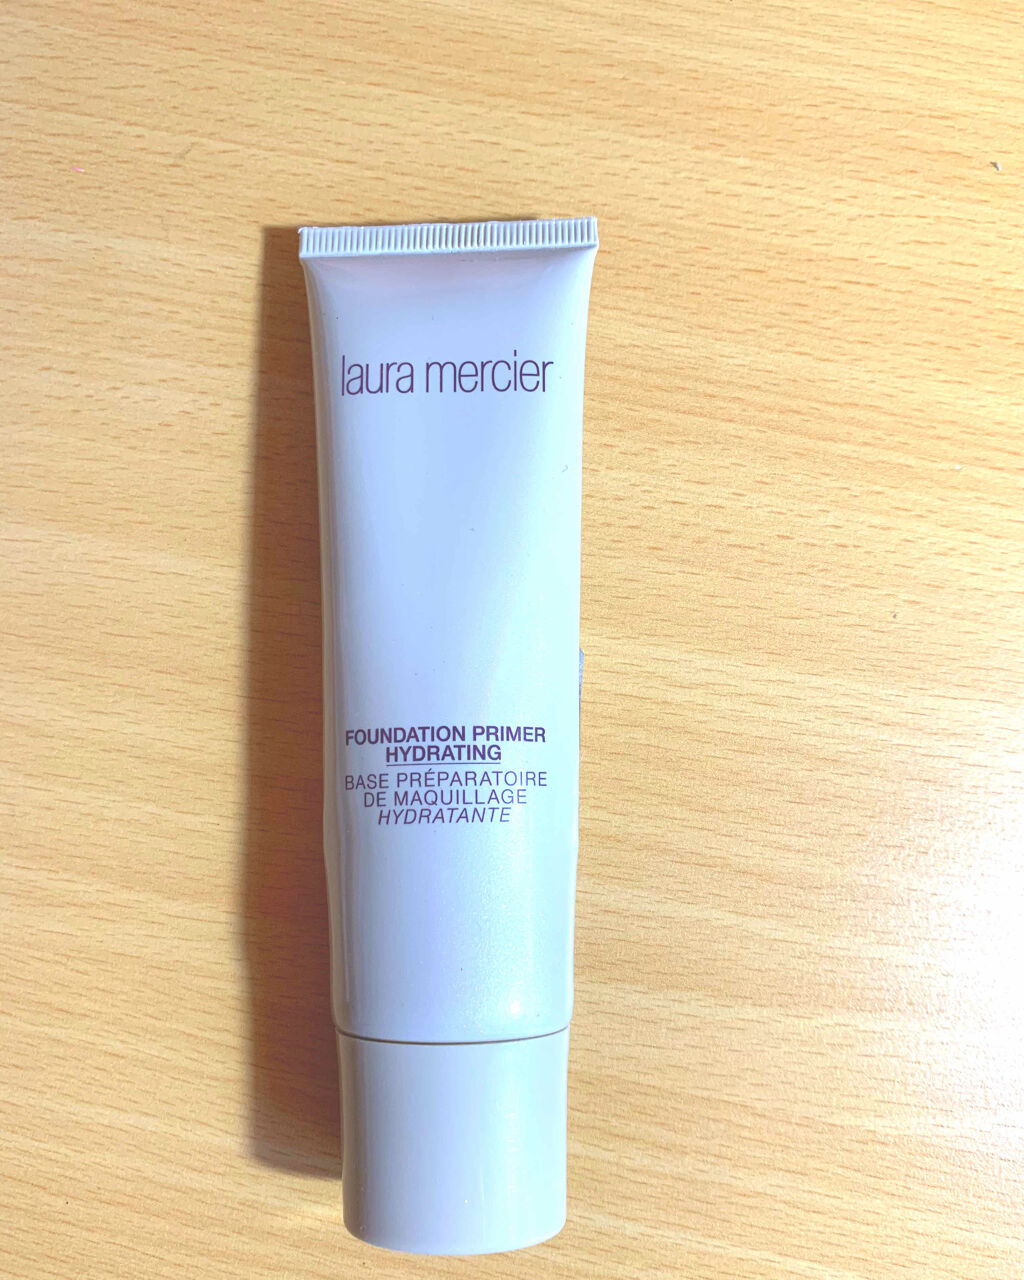 laura mercier
FOUNDATION PRIMER
HYDRATING
BASE PRÉPARATOIRE
DE MAQUILLAGE
HYDRATANTE